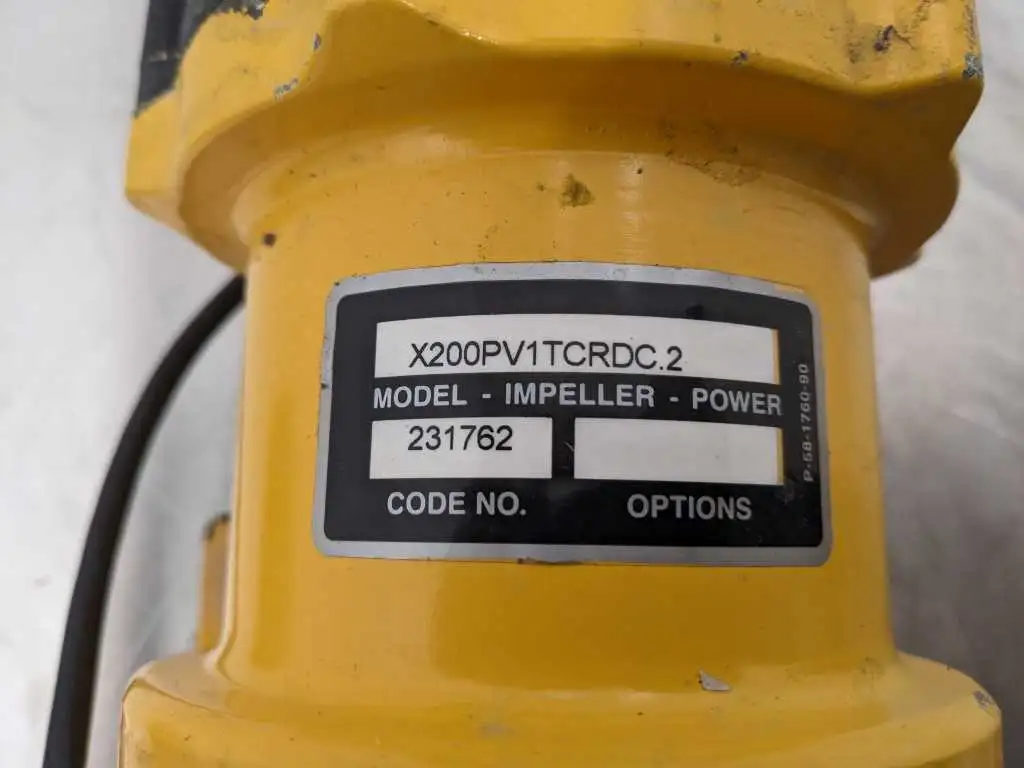 X200PV1TCRDC.2
MODEL - IMPELLER - POWER
231762
CODE NO.
OPTIONS
P-58-1760-90